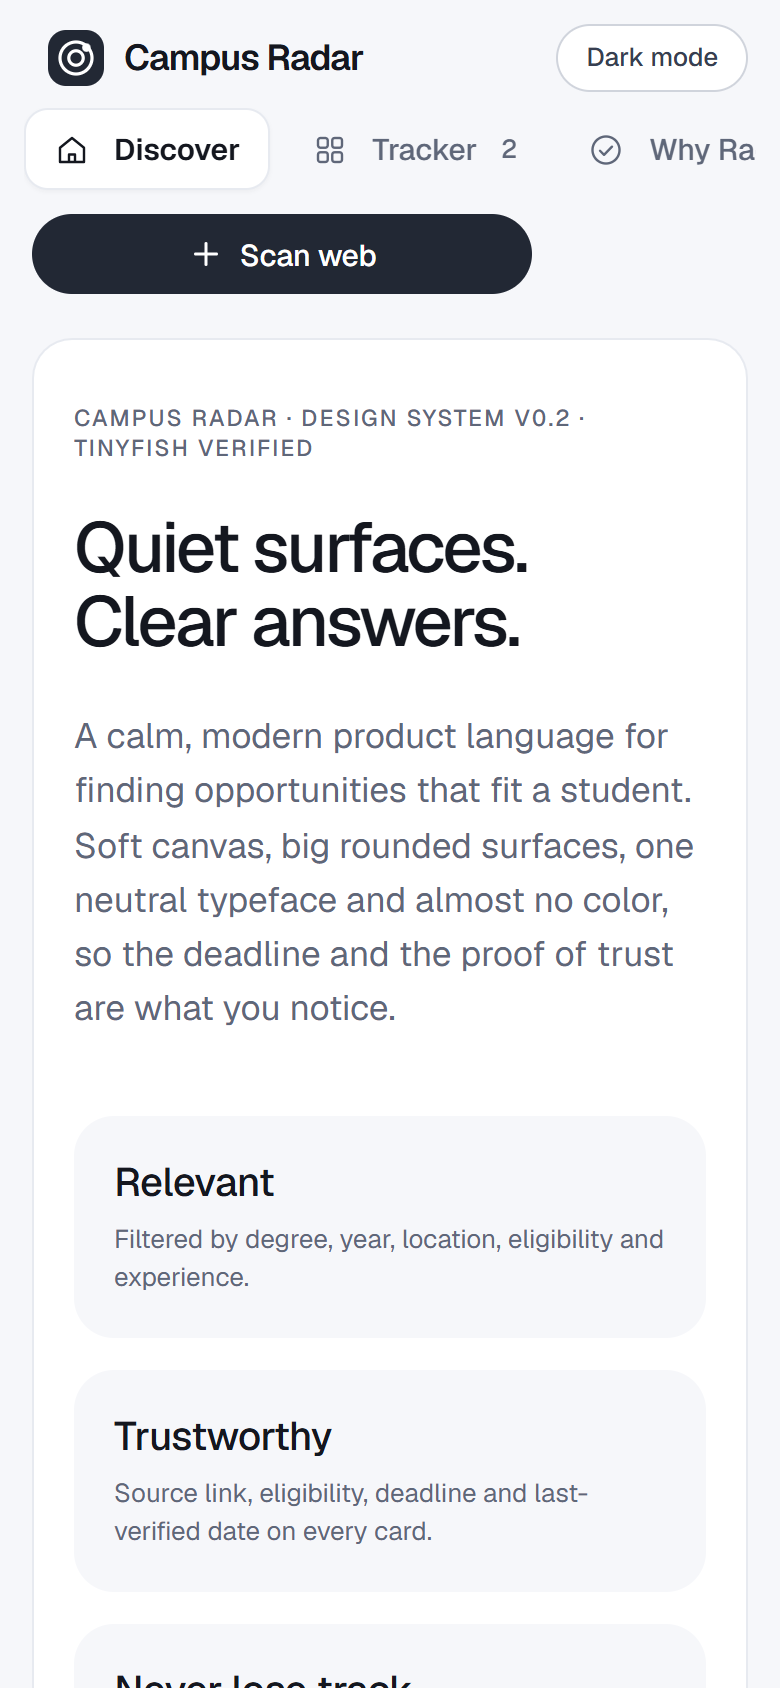 Campus Radar
Dark mode
Discover
Tracker 2
Why Ra
Scan web
CAMPUS RADAR · DESIGN SYSTEM V0.2 ·
TINYFISH VERIFIED
Quiet surfaces.
Clear answers.
A calm, modern product language for
finding opportunities that fit a student.
Soft canvas, big rounded surfaces, one
neutral typeface and almost no color,
so the deadline and the proof of trust
are what you notice.
Relevant
Filtered by degree, year, location, eligibility and
experience.
Trustworthy
Source link, eligibility, deadline and last-
verified date on every card.
Never lose track